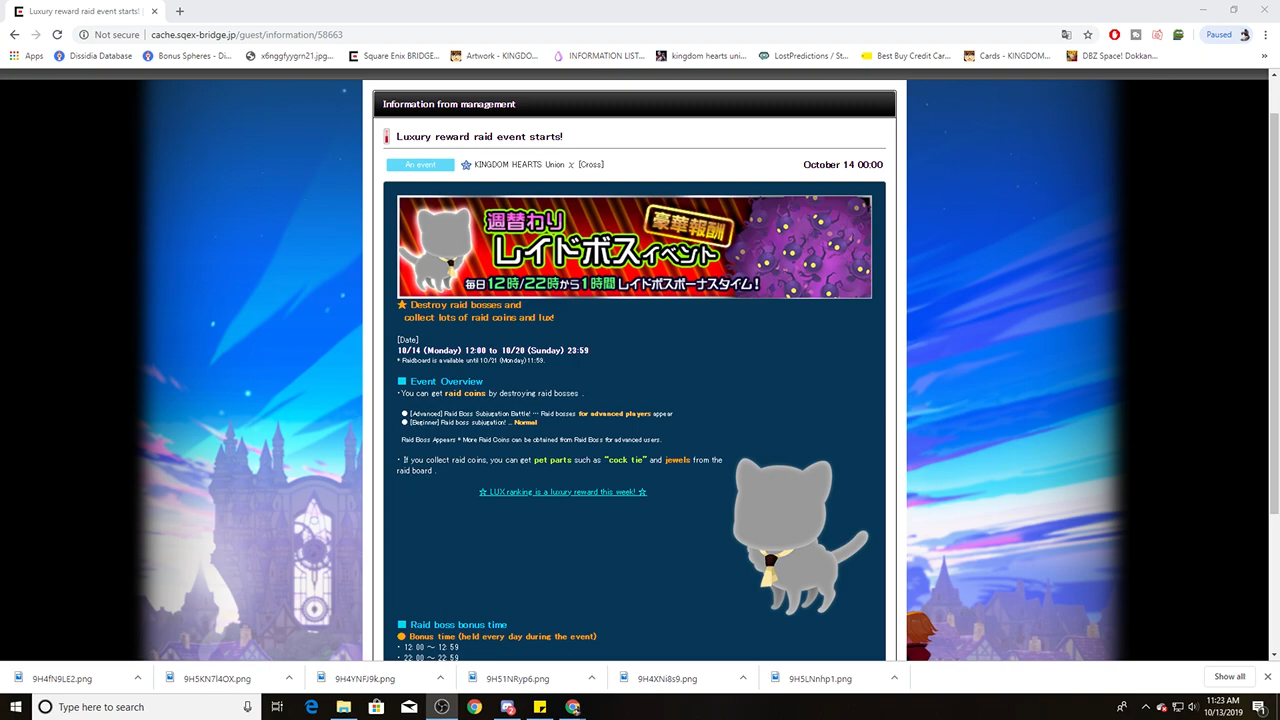 Luxury reward raid event starts!
Not secure | cache.sqex-bridge.jp/guest/information/58663
Paused
Apps
Dissidia Database
Bonus Spheres - Di...
x6nggfyygrn21.jpg...
Square Enix BRIDGE...
Artwork - KINGDO...
INFORMATION LIST...
kingdom hearts uni...
LostPredictions / St...
Best Buy Credit Car...
Cards - KINGDOM...
DBZ Space! Dokkan...
Information from management
Luxury reward raid event starts!
An event
KINGDOM HEARTS Union χ [Cross]
October 14 00:00
週替わり
豪華報酬
レイドボスイベント
毎日12時/22時から1時間 レイドボスボーナスタイム!
★ Destroy raid bosses and
collect lots of raid coins and lux!
[Date]
10/14 (Monday) 12:00 to 10/20 (Sunday) 23:59
* Raidboard is available until 10/21 (Monday) 11:59.
■ Event Overview
・You can get raid coins by destroying raid bosses .
● [Advanced] Raid Boss Subjugation Battle! ... Raid bosses for advanced players appear
● [Beginner] Raid boss subjugation! ... Normal
Raid Boss Appears * More Raid Coins can be obtained from Raid Boss for advanced users.
・ If you collect raid coins, you can get pet parts such as "cock tie" and jewels from the
raid board .
☆ LUX ranking is a luxury reward this week! ☆
■ Raid boss bonus time
● Bonus time (held every day during the event)
・ 12: 00 ～ 12: 59
・ 22: 00 ～ 22: 59
9H4fN9LE2.png
9H5KN7l4OX.png
9H4YNFJ9k.png
9H51NRyp6.png
9H4XNi8s9.png
9H5LNnhp1.png
Show all
Type here to search
11:23 AM
10/13/2019